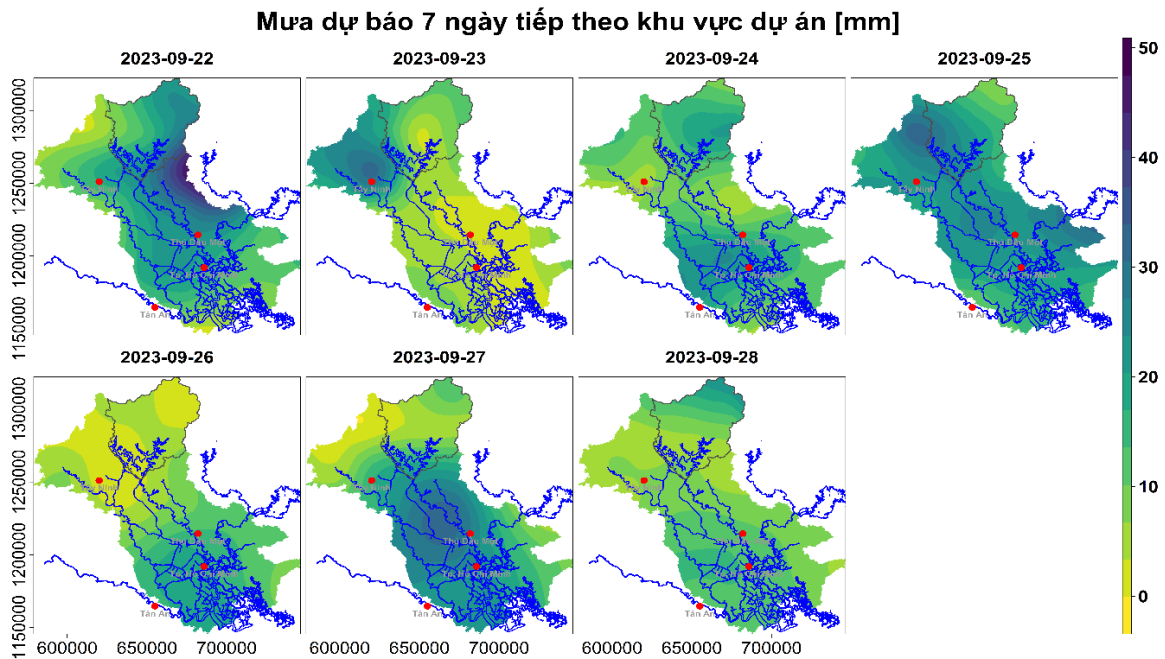 Mưa dự báo 7 ngày tiếp theo khu vực dự án [mm]
2023-09-22
2023-09-23
2023-09-24
2023-09-25
1300000
1250000
1200000
1150000
Tân An
Tân An
Tân An
Tân An
50
40
30
20
10
0
2023-09-26
2023-09-27
2023-09-28
1300000
1250000
1200000
1150000
Tân An
Tân An
Tân An
600000 650000 700000
600000 650000 700000
600000 650000 700000